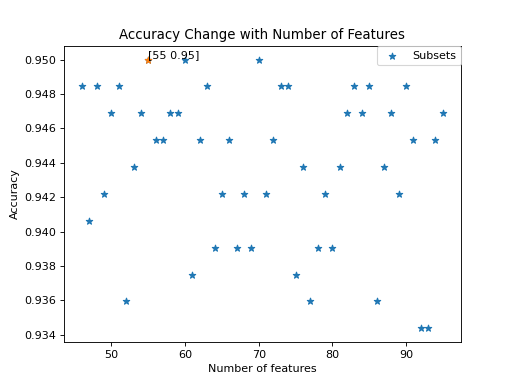 Accuracy Change with Number of Features
[55 0.95]
Subsets
0.950
0.948
0.946
0.944
0.942
0.940
0.938
0.936
0.934
Accuracy
50 60 70 80 90
Number of features